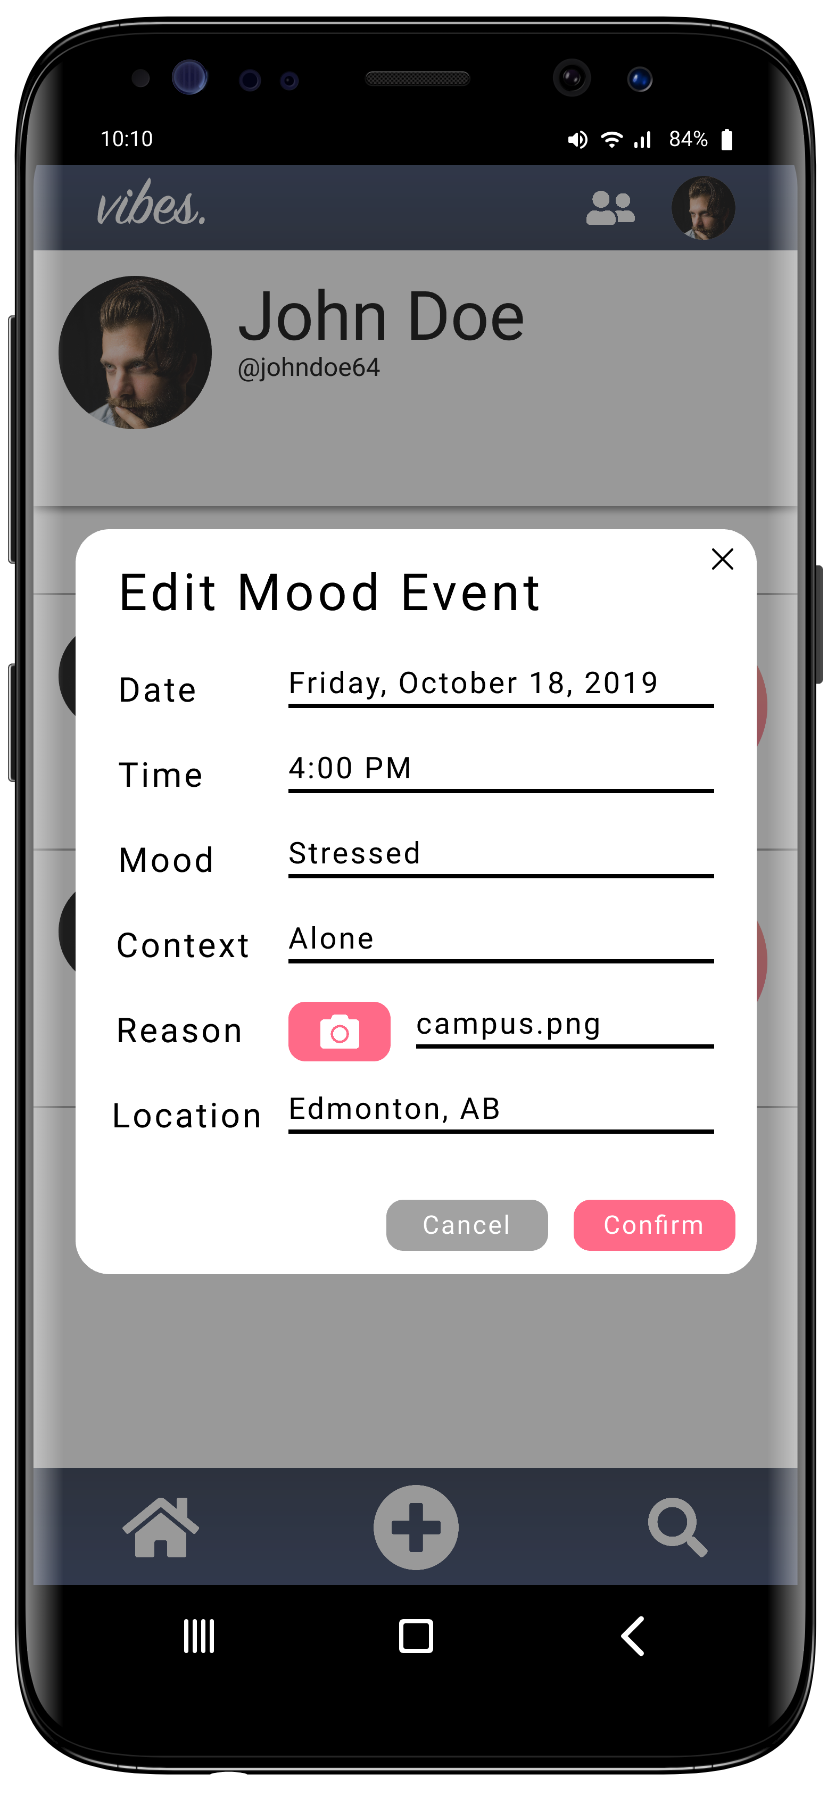 10:10 84%
vibes.
John Doe
@johndoe64
Edit Mood Event
Date Friday, October 18, 2019
Time 4:00 PM
Mood Stressed
Context Alone
Reason campus.png
Location Edmonton, AB
Cancel Confirm